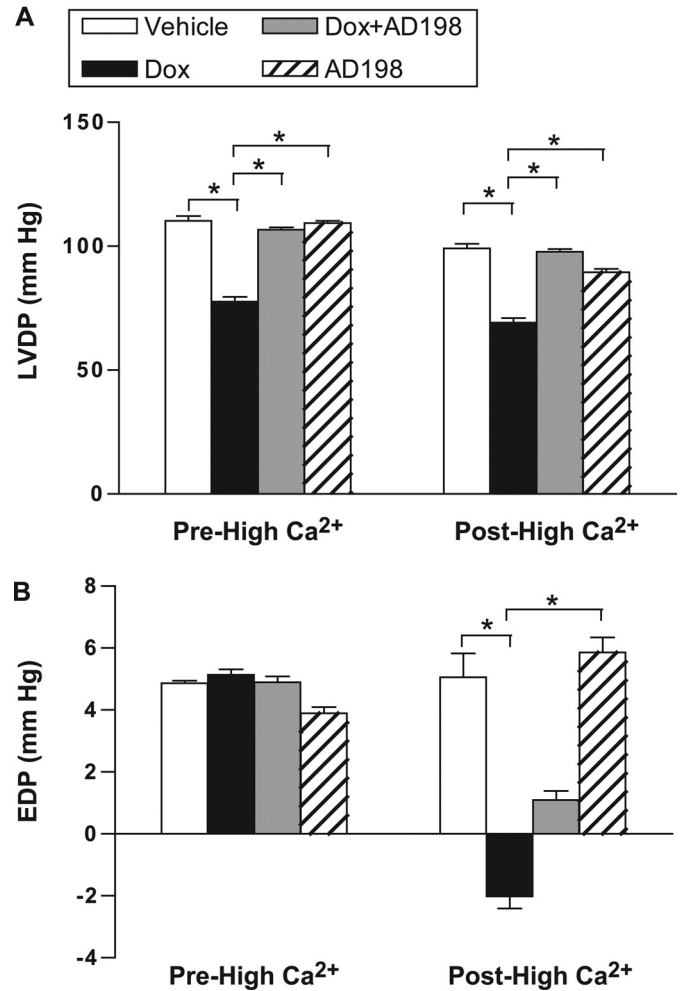 A
Vehicle Dox+AD198
Dox AD198
150
100
50
0
LVDP (mm Hg)
* * *
* * *
Pre-High Ca²⁺ Post-High Ca²⁺
B
8
6
4
2
0
-2
-4
EDP (mm Hg)
* *
Pre-High Ca²⁺ Post-High Ca²⁺